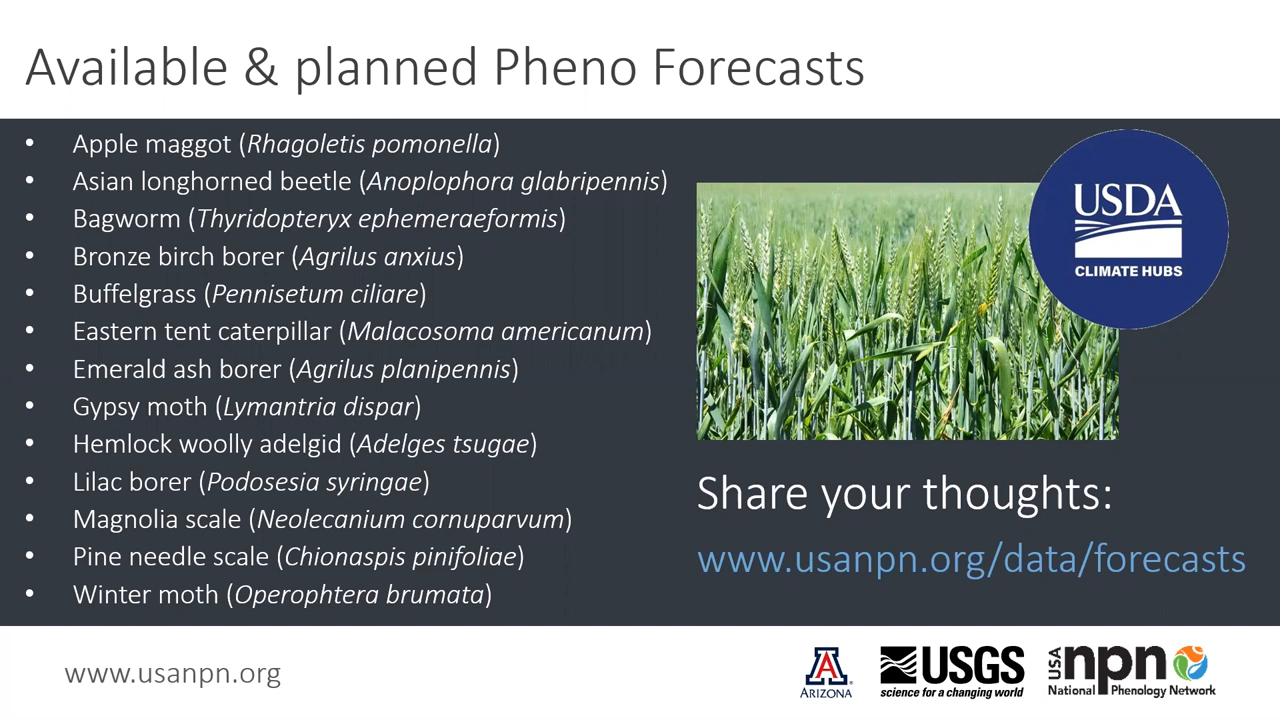 Available & planned Pheno Forecasts
• Apple maggot (Rhagoletis pomonella)
• Asian longhorned beetle (Anoplophora glabripennis)
• Bagworm (Thyridopteryx ephemeraeformis)
• Bronze birch borer (Agrilus anxius)
• Buffelgrass (Pennisetum ciliare)
• Eastern tent caterpillar (Malacosoma americanum)
• Emerald ash borer (Agrilus planipennis)
• Gypsy moth (Lymantria dispar)
• Hemlock woolly adelgid (Adelges tsugae)
• Lilac borer (Podosesia syringae)
• Magnolia scale (Neolecanium cornuparvum)
• Pine needle scale (Chionaspis pinifoliae)
• Winter moth (Operophtera brumata)
USDA
CLIMATE HUBS
Share your thoughts:
www.usanpn.org/data/forecasts
www.usanpn.org
A
ARIZONA
USGS
science for a changing world
USA npn
National Phenology Network